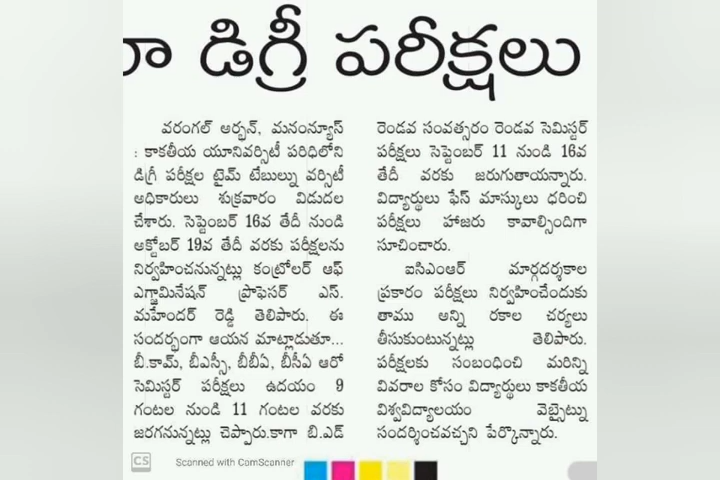 డిగ్రీ పరీక్షలు
వరంగల్ అర్బన్, మనంన్యూస్
: కాకతీయ యూనివర్సిటీ పరిధిలోని
డిగ్రీ పరీక్షల టైమ్ టేబుల్ను వర్సిటీ
అధికారులు శుక్రవారం విడుదల
చేశారు. సెప్టెంబర్ 16వ తేదీ నుండి
అక్టోబర్ 19వ తేదీ వరకు పరీక్షలను
నిర్వహించనున్నట్లు కంట్రోలర్ ఆఫ్
ఎగ్జామినేషన్ ప్రొఫెసర్ ఎస్.
మహేందర్ రెడ్డి తెలిపారు. ఈ
సందర్భంగా ఆయన మాట్లాడుతూ...
బీ.కామ్, బీఎస్సీ, బీబీఏ, బీసీఏ ఆరో
సెమిస్టర్ పరీక్షలు ఉదయం 9
గంటల నుండి 11 గంటల వరకు
జరగనున్నట్లు చెప్పారు.కాగా బి.ఎడ్
రెండవ సంవత్సరం రెండవ సెమిస్టర్
పరీక్షలు సెప్టెంబర్ 11 నుండి 16వ
తేదీ వరకు జరుగుతాయన్నారు.
విద్యార్థులు ఫేస్ మాస్కులు ధరించి
పరీక్షలు హాజరు కావాల్సిందిగా
సూచించారు.
ఐసిఎంఆర్ మార్గదర్శకాల
ప్రకారం పరీక్షలు నిర్వహించేందుకు
తాము అన్ని రకాల చర్యలు
తీసుకుంటున్నట్లు తెలిపారు.
పరీక్షలకు సంబంధించి మరిన్ని
వివరాల కోసం విద్యార్థులు కాకతీయ
విశ్వవిద్యాలయం వెబ్సైట్ను
సందర్శించవచ్చని పేర్కొన్నారు.
CS Scanned with ComScanner